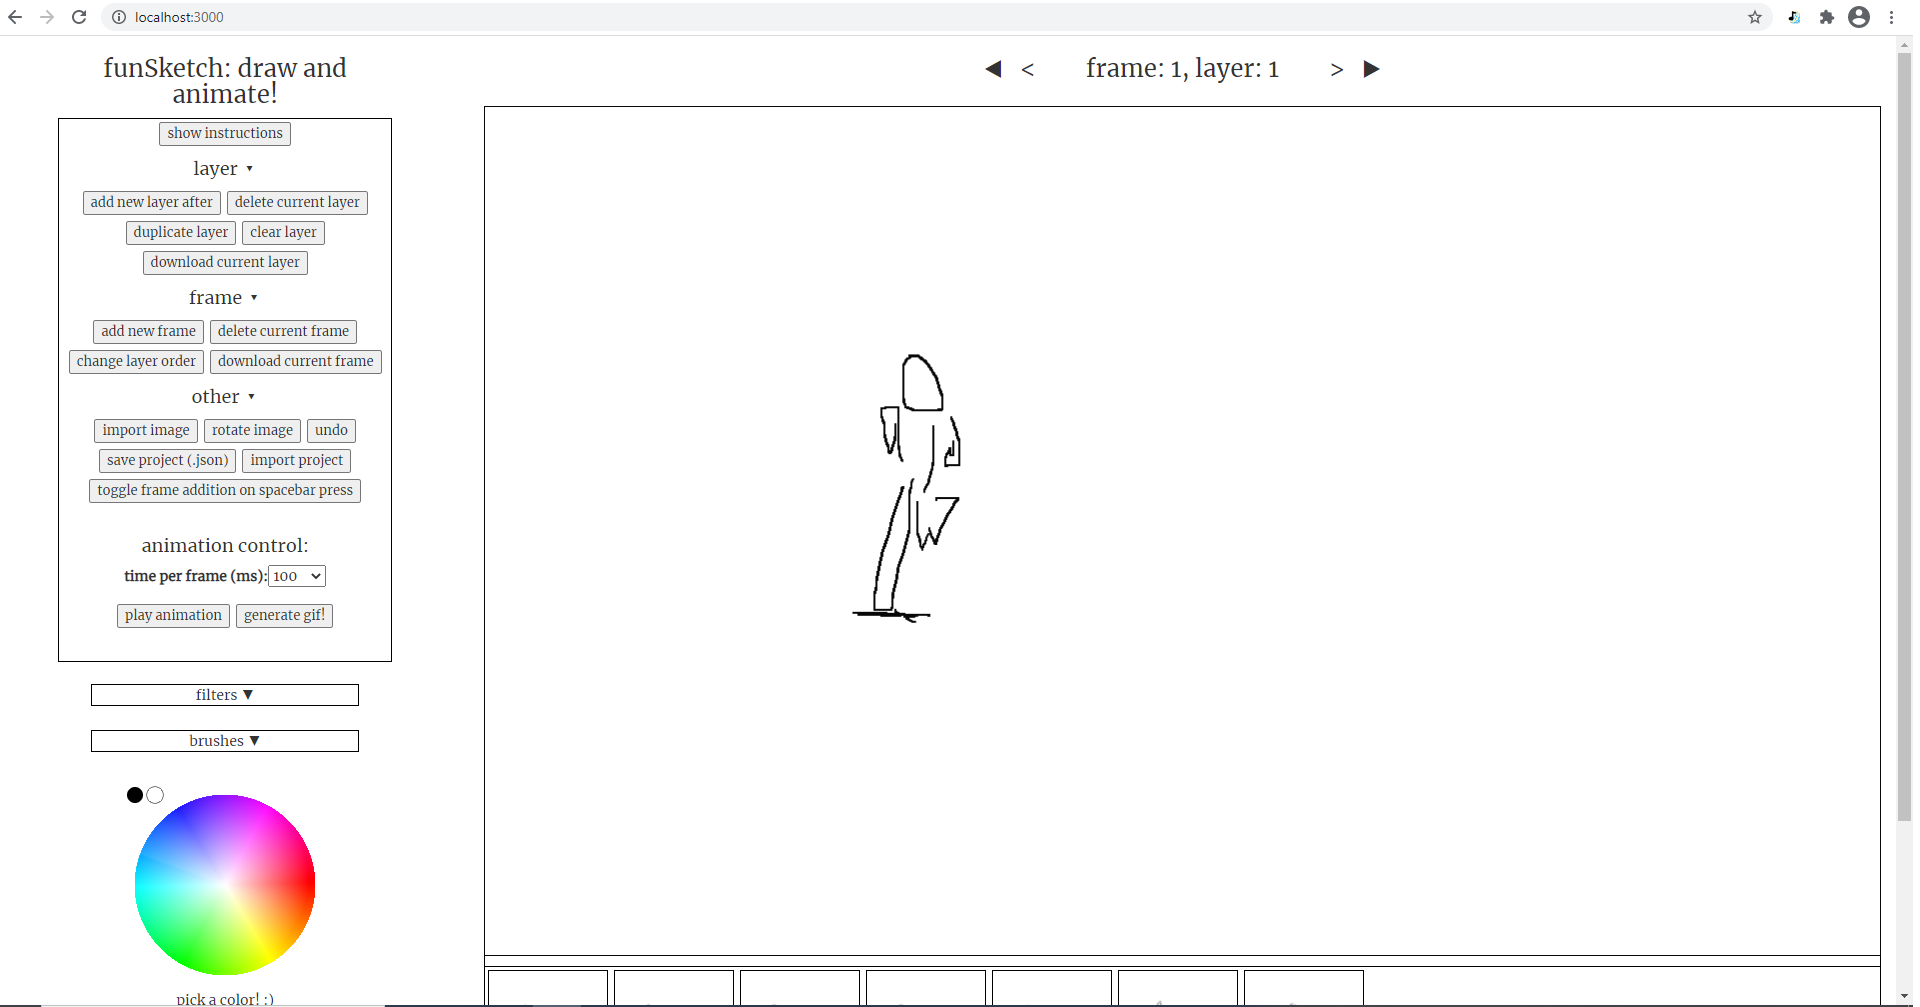 localhost:3000
funSketch: draw and
animate!
show instructions
layer ▼
add new layer after delete current layer
duplicate layer clear layer
download current layer
frame ▼
add new frame delete current frame
change layer order download current frame
other ▼
import image rotate image undo
save project (.json) import project
toggle frame addition on spacebar press
animation control:
time per frame (ms): 100
play animation generate gif!
filters ▼
brushes ▼
pick a color! :)
◀ < frame: 1, layer: 1 > ▶